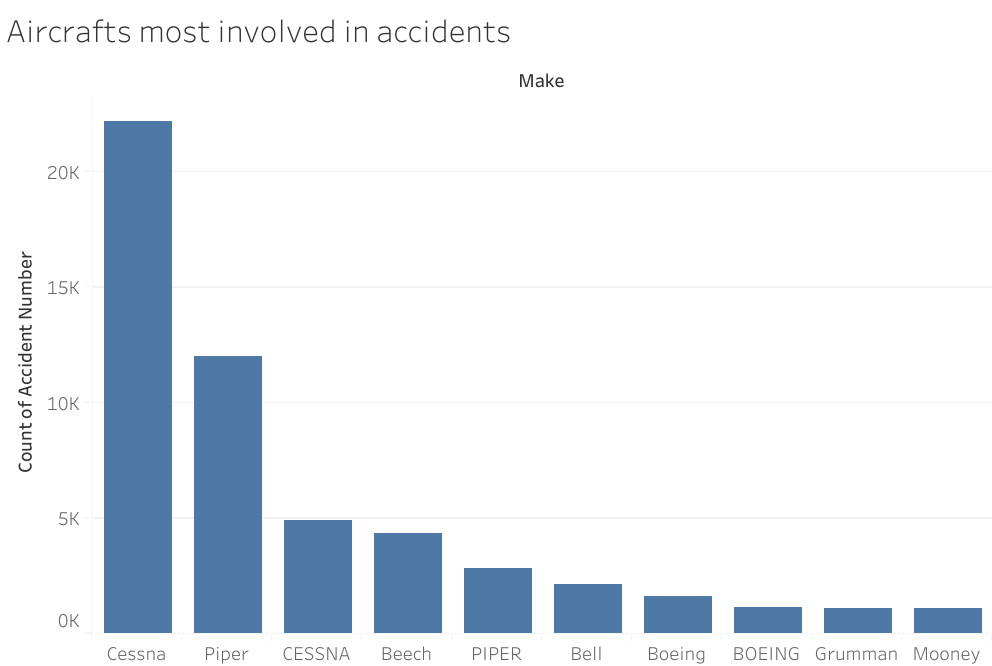 Aircrafts most involved in accidents
Make
Count of Accident Number
20K
15K
10K
5K
0K
Cessna Piper CESSNA Beech PIPER Bell Boeing BOEING Grumman Mooney